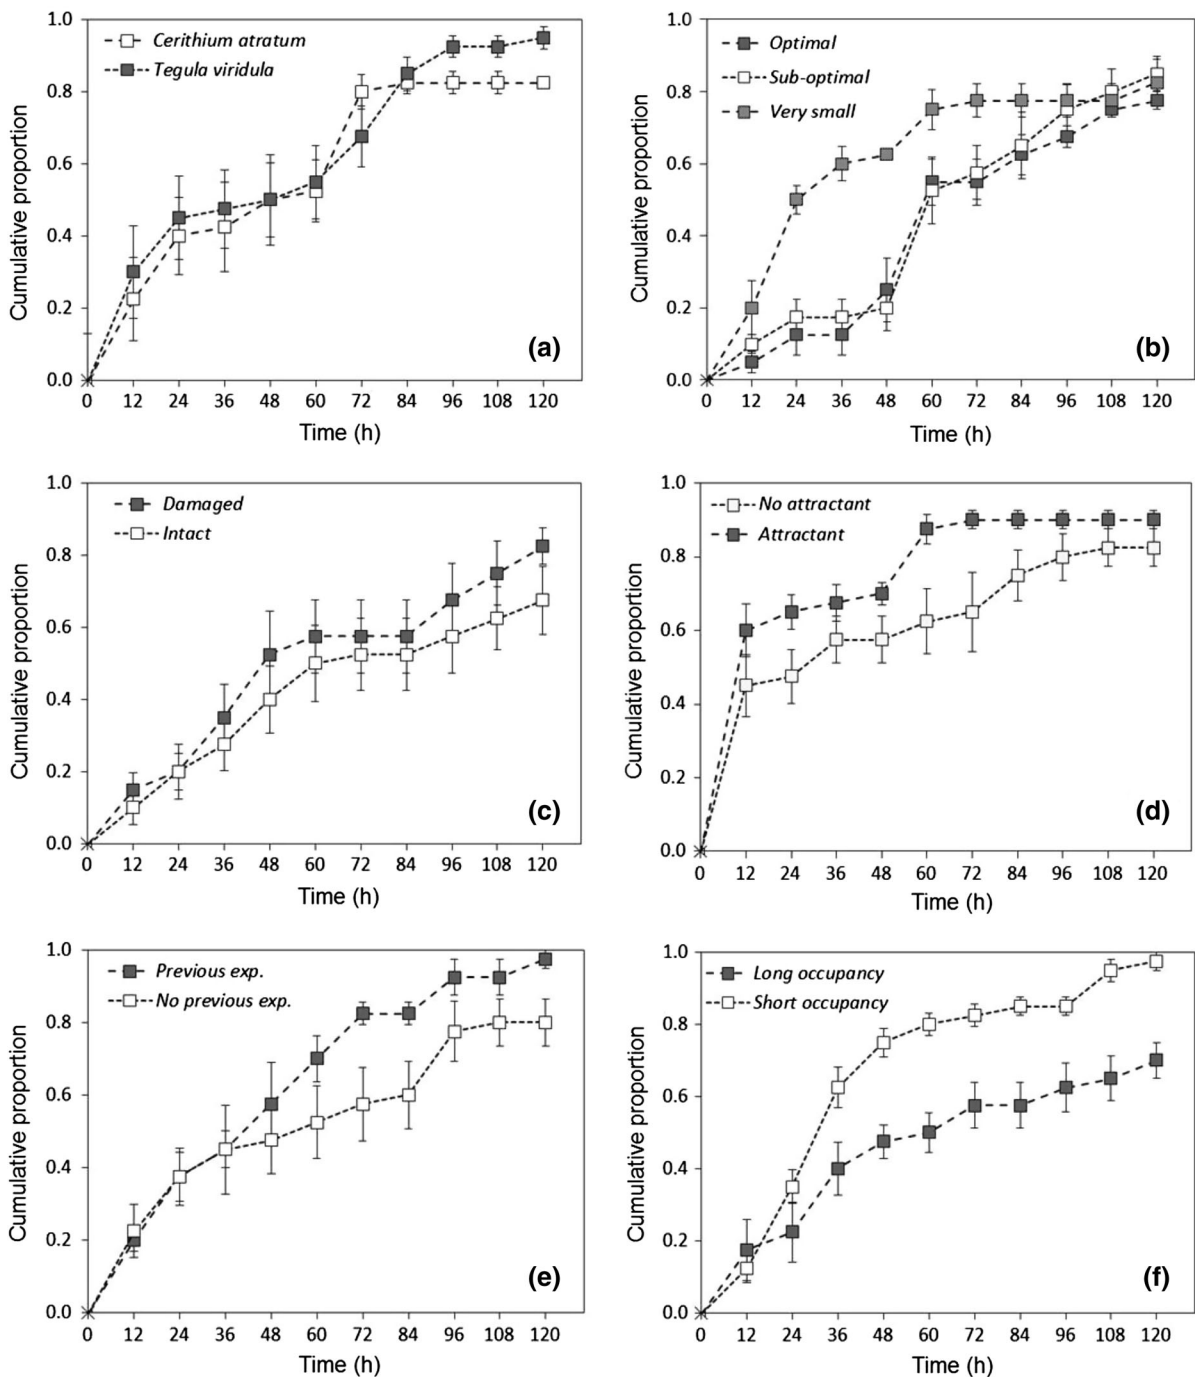 1.0
0.8
0.6
0.4
0.2
0.0
Cumulative proportion
Cerithium atratum
Tegula viridula
(a)
0 12 24 36 48 60 72 84 96 108 120
Time (h)
1.0
0.8
0.6
0.4
0.2
0.0
Cumulative proportion
Optimal
Sub-optimal
Very small
(b)
0 12 24 36 48 60 72 84 96 108 120
Time (h)
1.0
0.8
0.6
0.4
0.2
0.0
Cumulative proportion
Damaged
Intact
(c)
0 12 24 36 48 60 72 84 96 108 120
Time (h)
1.0
0.8
0.6
0.4
0.2
0.0
Cumulative proportion
No attractant
Attractant
(d)
0 12 24 36 48 60 72 84 96 108 120
Time (h)
1.0
0.8
0.6
0.4
0.2
0.0
Cumulative proportion
Previous exp.
No previous exp.
(e)
0 12 24 36 48 60 72 84 96 108 120
Time (h)
1.0
0.8
0.6
0.4
0.2
0.0
Cumulative proportion
Long occupancy
Short occupancy
(f)
0 12 24 36 48 60 72 84 96 108 120
Time (h)